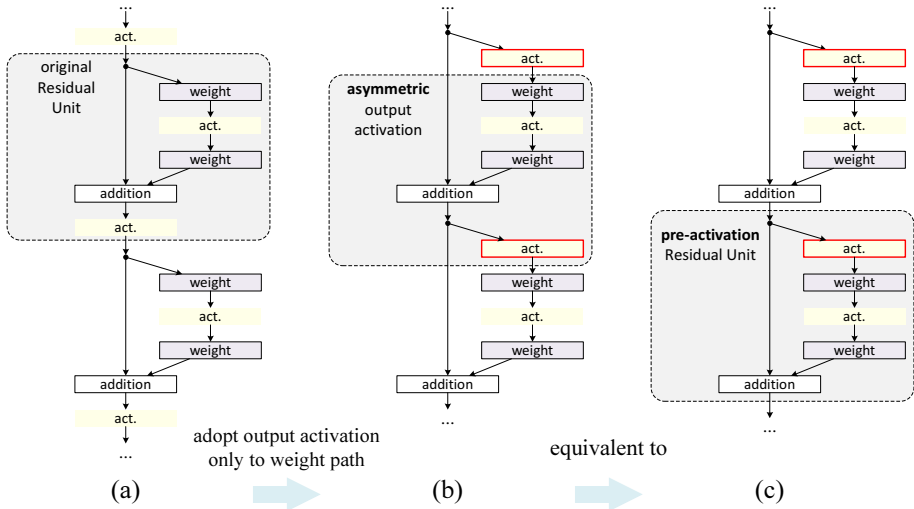 ...
act.
original
Residual
Unit
weight
act.
weight
addition
act.
weight
act.
weight
addition
act.
...
(a)
adopt output activation
only to weight path
...
act.
asymmetric
output
activation
weight
act.
weight
addition
act.
weight
act.
weight
addition
...
(b)
equivalent to
...
act.
weight
act.
weight
addition
pre-activation
Residual Unit
act.
weight
act.
weight
addition
...
(c)